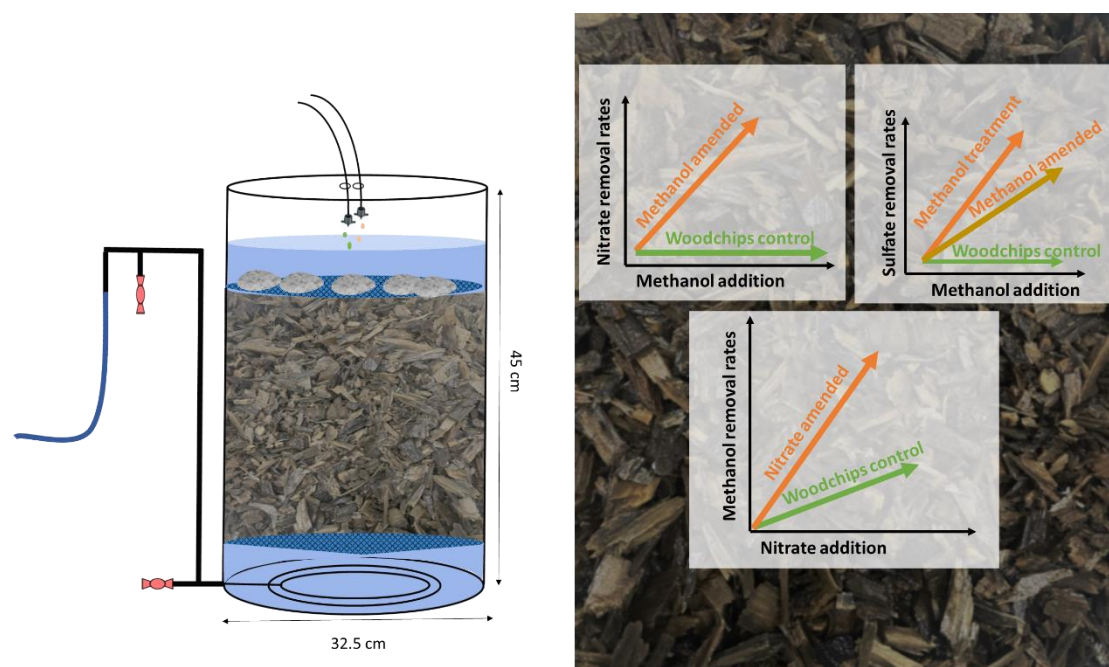 45 cm
32.5 cm
Nitrate removal rates
Methanol amended
Woodchips control
Methanol addition
Sulfate removal rates
Methanol treatment
Methanol amended
Woodchips control
Methanol addition
Methanol removal rates
Nitrate amended
Woodchips control
Nitrate addition